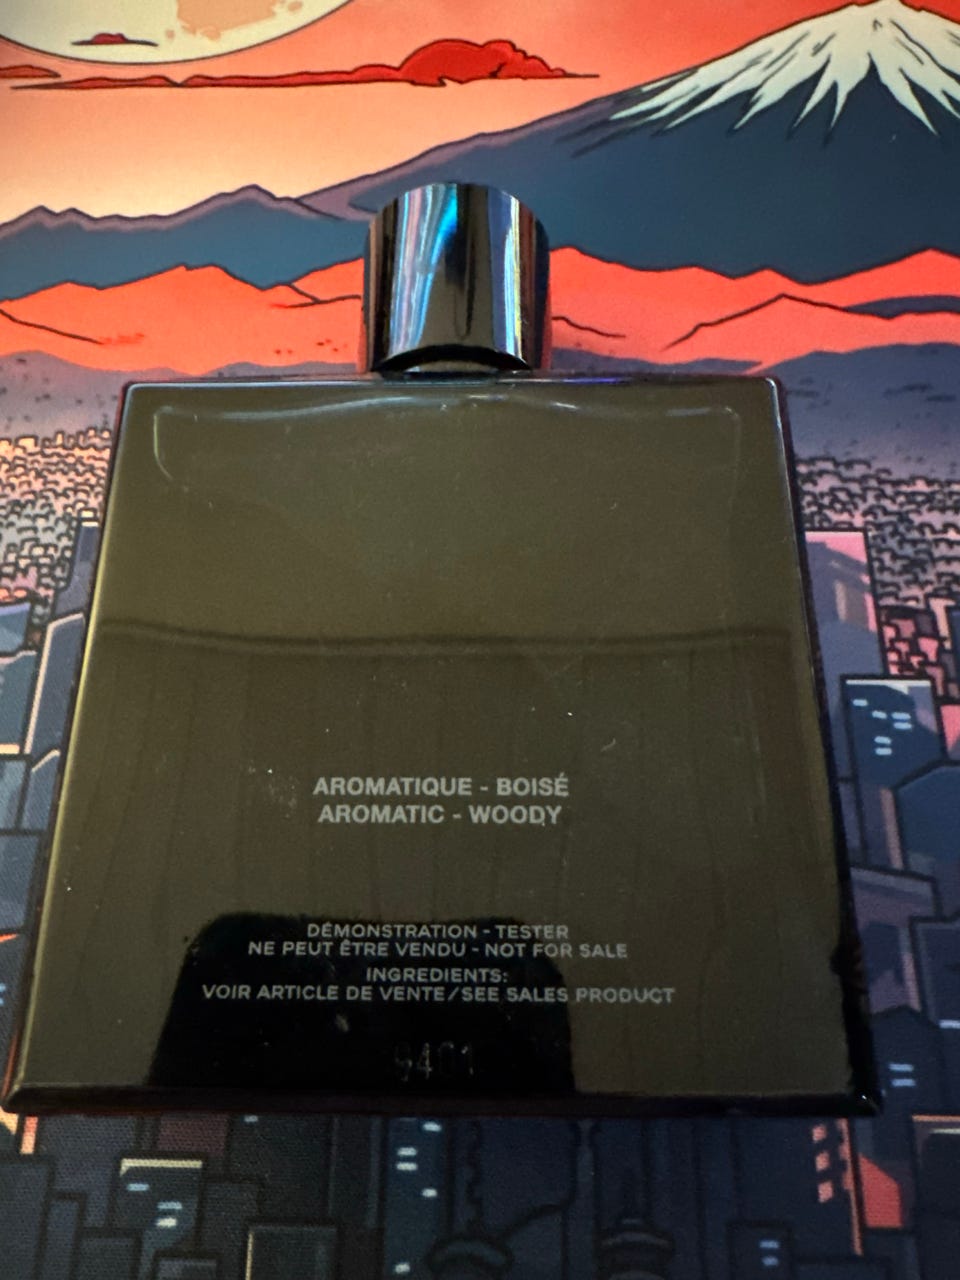 AROMATIQUE - BOISÉ
AROMATIC - WOODY
DÉMONSTRATION - TESTER
NE PEUT ÊTRE VENDU - NOT FOR SALE
INGREDIENTS:
VOIR ARTICLE DE VENTE/SEE SALES PRODUCT